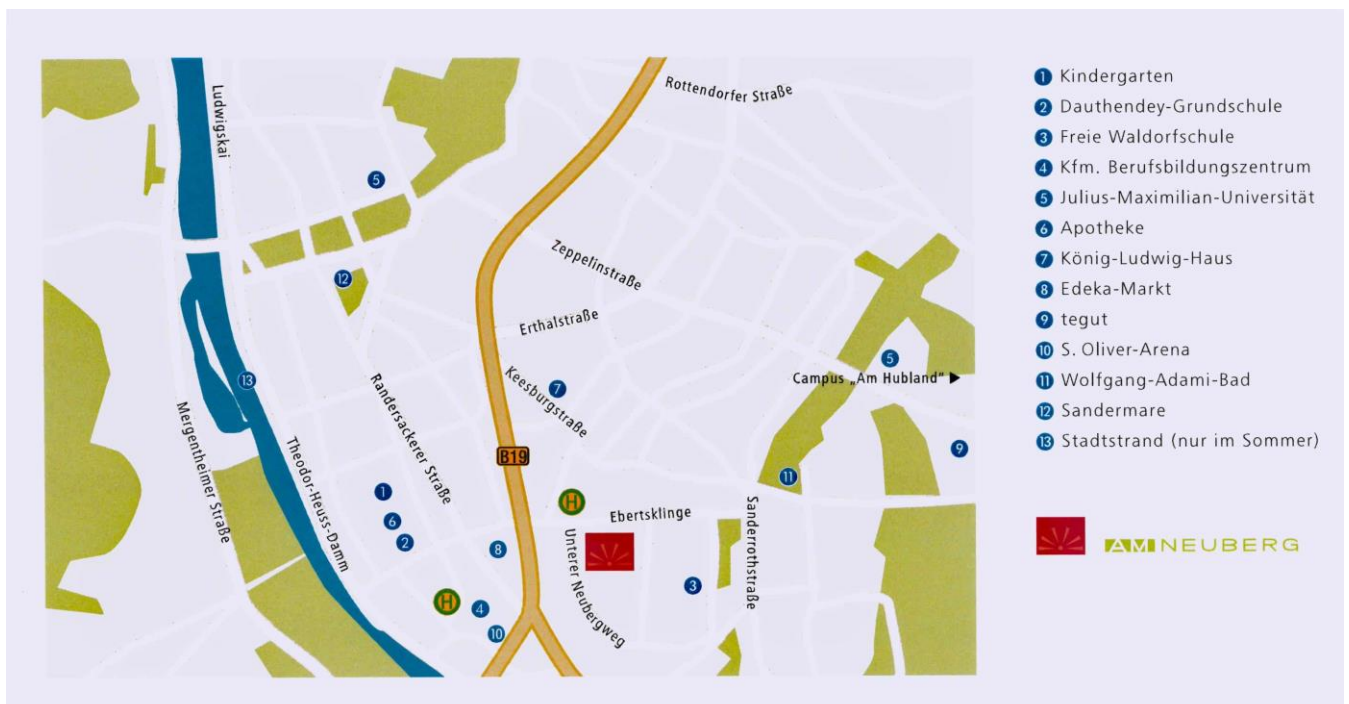 Ludwigskai
Rottendorfer Straße
5
Zeppelinstraße
12
Erthalstraße
13
Randersackerer Straße
Keesburgstraße
7
5
Campus „Am Hubland“
Mergentheimer Straße
Theodor-Heuss-Damm
B19
9
11
1
H
6
Ebertsklinge
Sanderrothstraße
2
8
Unterer Neubergweg
3
H
4
10
1 Kindergarten
2 Dauthendey-Grundschule
3 Freie Waldorfschule
4 Kfm. Berufsbildungszentrum
5 Julius-Maximilian-Universität
6 Apotheke
7 König-Ludwig-Haus
8 Edeka-Markt
9 tegut
10 S. Oliver-Arena
11 Wolfgang-Adami-Bad
12 Sandermare
13 Stadtstrand (nur im Sommer)
AM NEUBERG